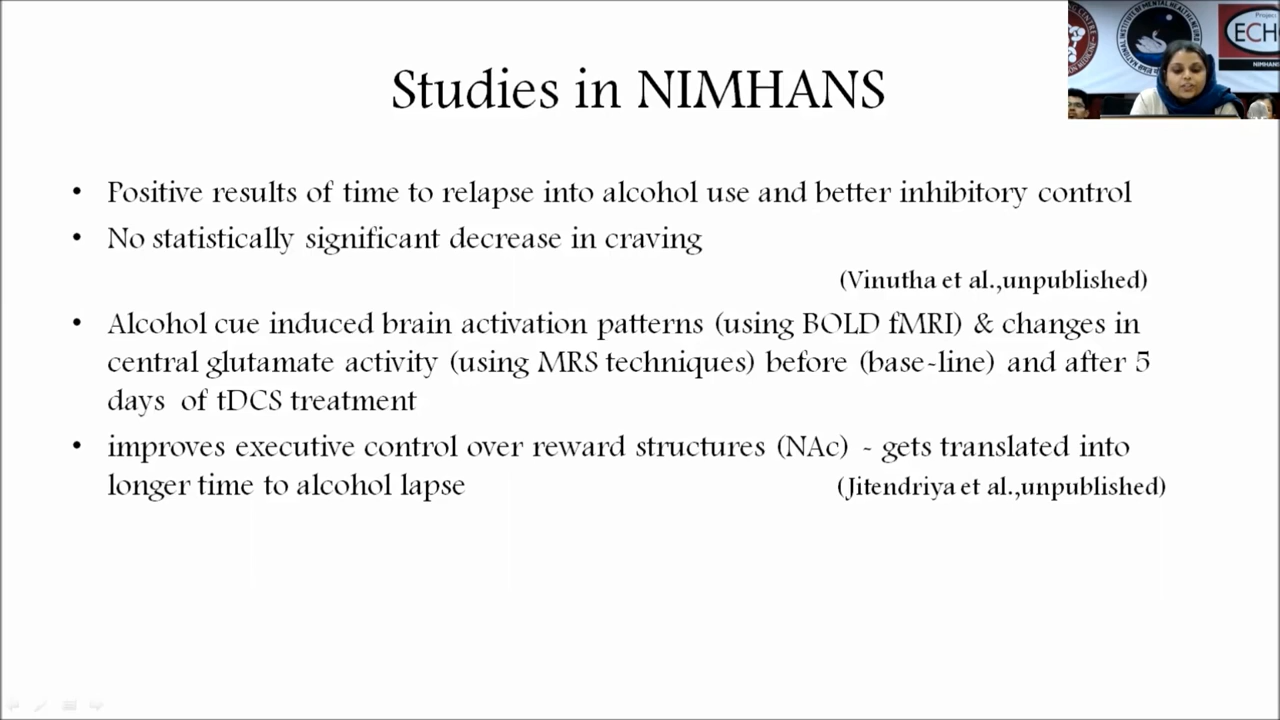 Studies in NIMHANS
• Positive results of time to relapse into alcohol use and better inhibitory control
• No statistically significant decrease in craving
(Vinutha et al.,unpublished)
• Alcohol cue induced brain activation patterns (using BOLD fMRI) & changes in
central glutamate activity (using MRS techniques) before (base-line) and after 5
days of tDCS treatment
• improves executive control over reward structures (NAc) - gets translated into
longer time to alcohol lapse (Jitendriya et al.,unpublished)
Project
ECH
NIMHANS